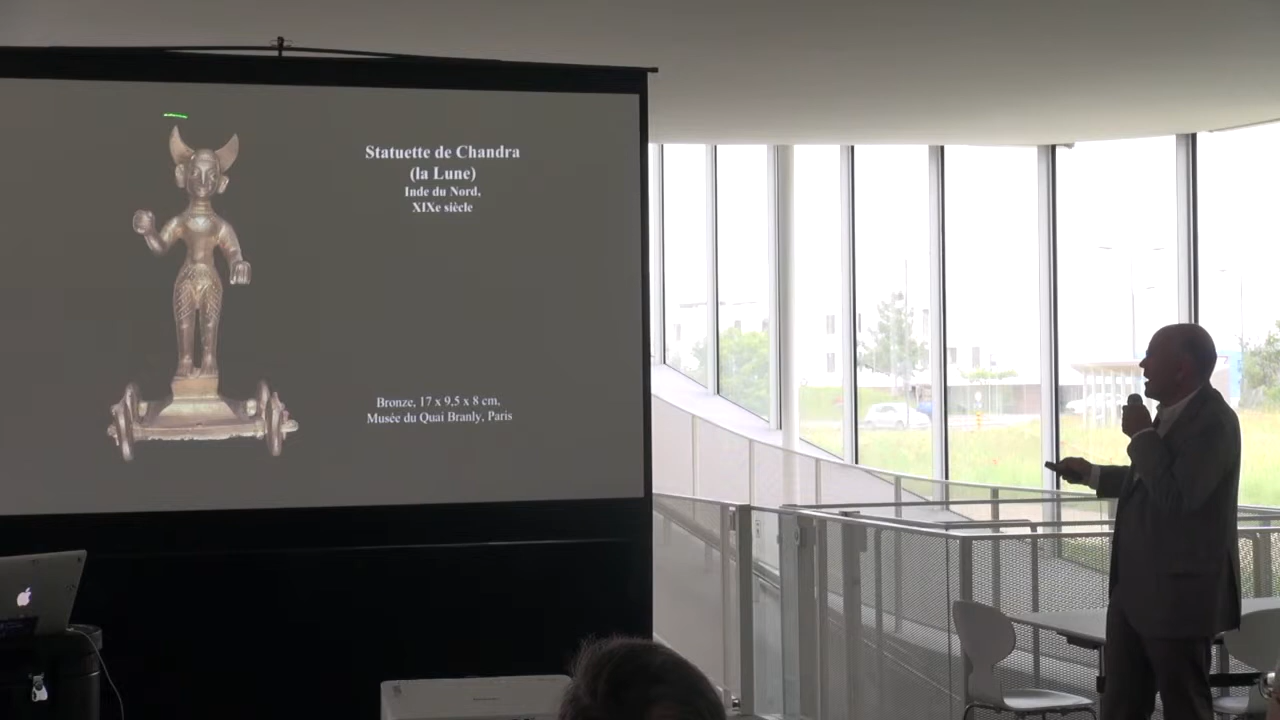 Statuette de Chandra
(la Lune)
Inde du Nord,
XIXe siècle
Bronze, 17 x 9,5 x 8 cm,
Musée du Quai Branly, Paris